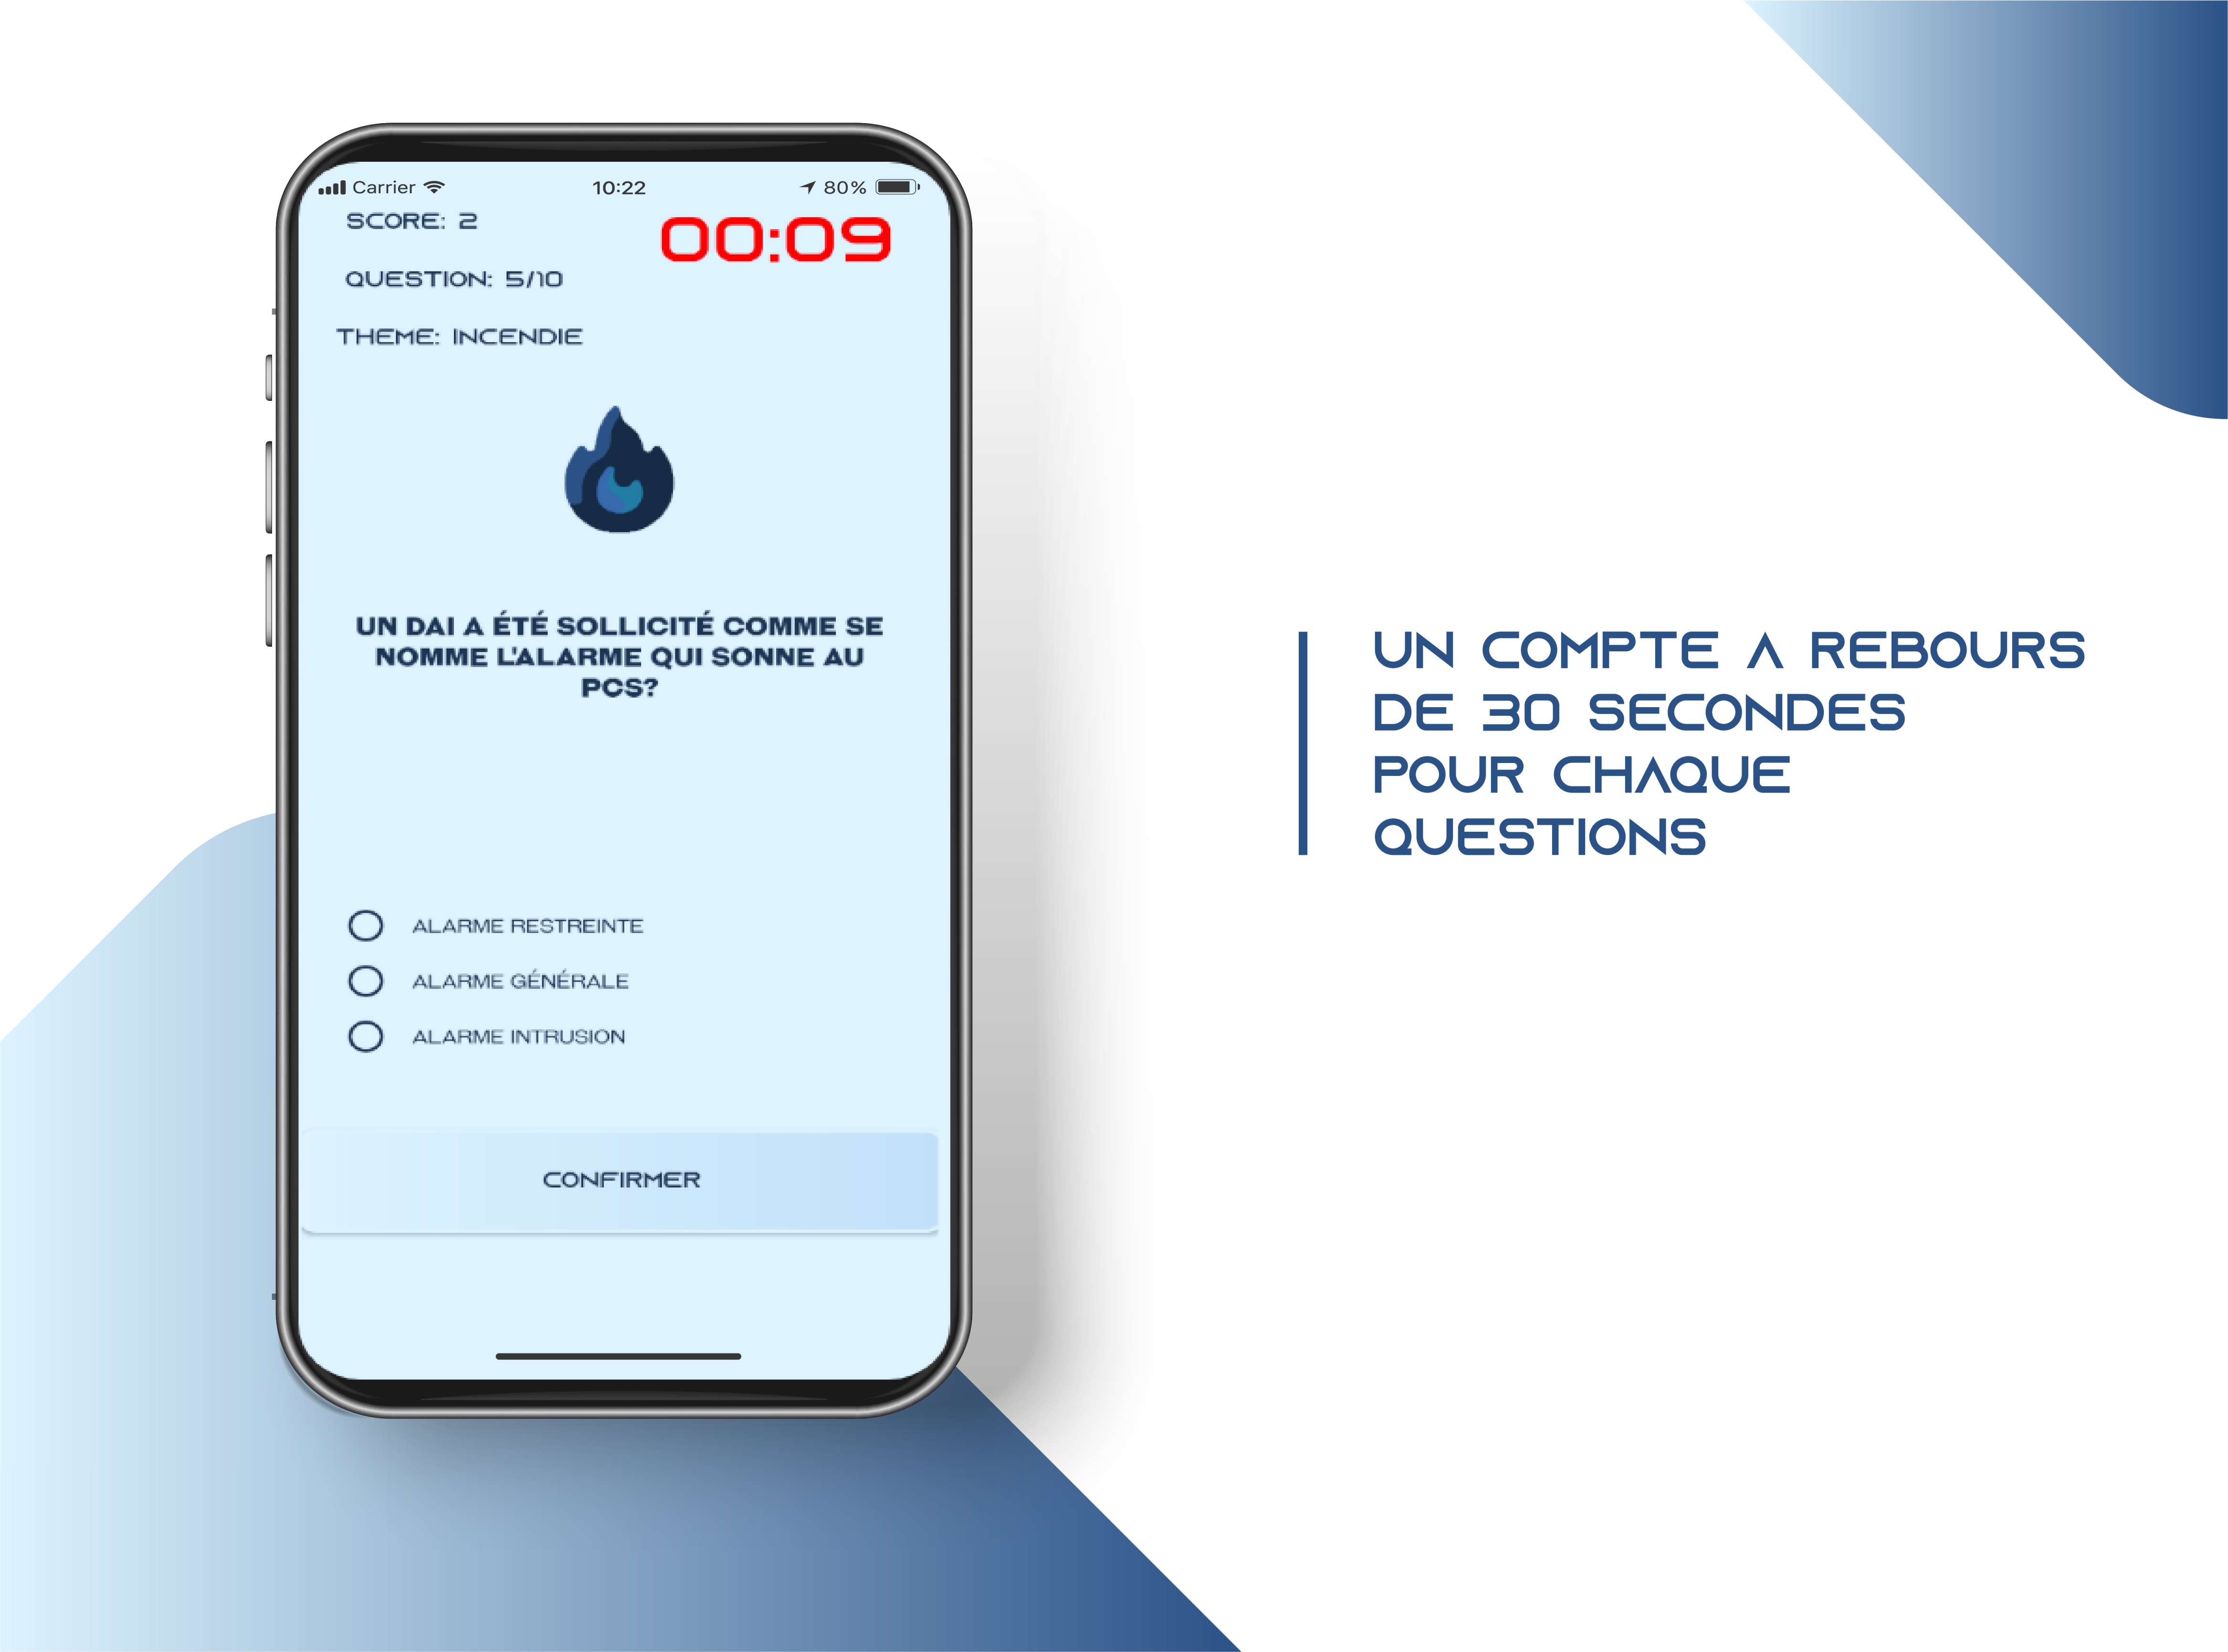 Carrier 10:22 80%
SCORE: 2
00:09
QUESTION: 5/10
THEME: INCENDIE
UN DAI A ÉTÉ SOLLICITÉ COMME SE
NOMME L'ALARME QUI SONNE AU
PCS?
ALARME RESTREINTE
ALARME GÉNÉRALE
ALARME INTRUSION
CONFIRMER
UN COMPTE A REBOURS
DE 30 SECONDES
POUR CHAQUE
QUESTIONS